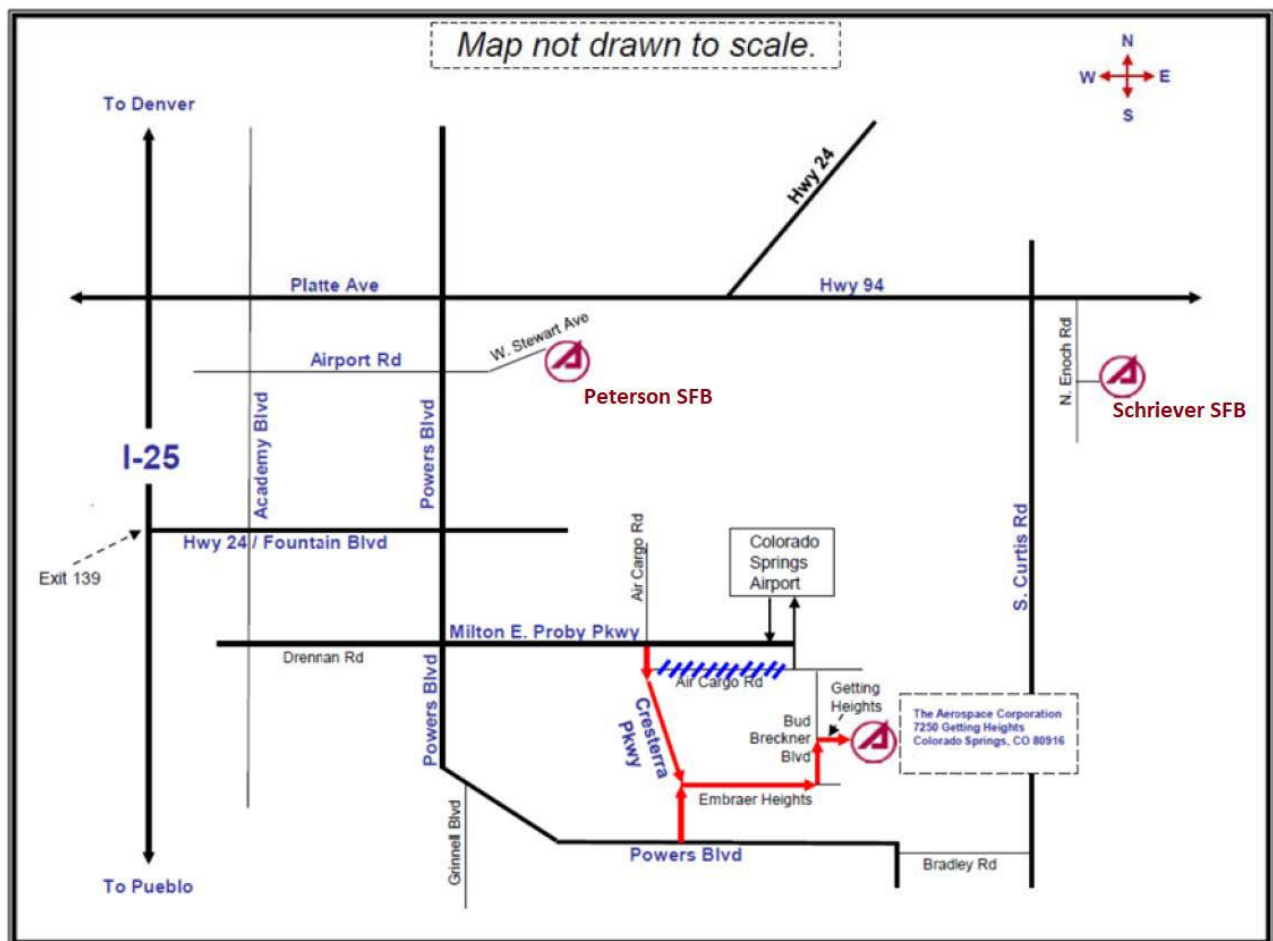 Map not drawn to scale.
N
W
E
S
To Denver
Hwy 24
Platte Ave
Hwy 94
W. Stewart Ave
Airport Rd
Peterson SFB
N. Enoch Rd
Schriever SFB
Academy Blvd
Powers Blvd
I-25
Hwy 24 / Fountain Blvd
Exit 139
Air Cargo Rd
Colorado
Springs
Airport
S. Curtis Rd
Milton E. Proby Pkwy
Drennan Rd
Powers Blvd
Air Cargo Rd
Cresterra
Pkwy
Getting
Heights
Bud
Breckner
Blvd
The Aerospace Corporation
7250 Getting Heights
Colorado Springs, CO 80916
Embraer Heights
Grinnell Blvd
Powers Blvd
Bradley Rd
To Pueblo